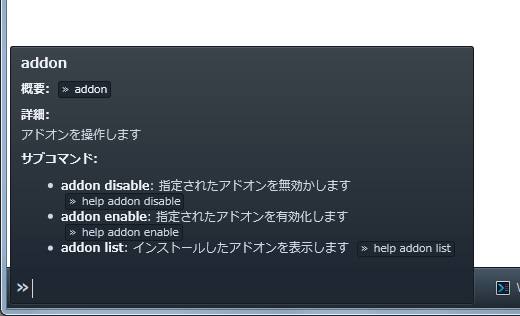 addon
概要: » addon
詳細:
アドオンを操作します
サブコマンド:
• addon disable: 指定されたアドオンを無効かします
» help addon disable
• addon enable: 指定されたアドオンを有効化します
» help addon enable
• addon list: インストールしたアドオンを表示します » help addon list
»